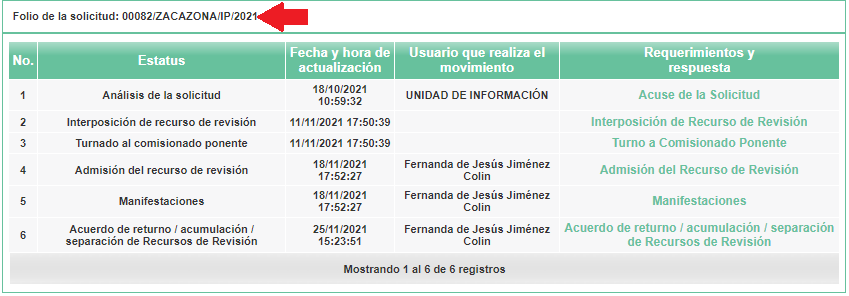 Folio de la solicitud: 00082/ZACAZONA/IP/2021
No. Estatus Fecha y hora de actualización Usuario que realiza el movimiento Requerimientos y respuesta
1 Análisis de la solicitud 18/10/2021 10:59:32 UNIDAD DE INFORMACIÓN Acuse de la Solicitud
2 Interposición de recurso de revisión 11/11/2021 17:50:39 Interposición de Recurso de Revisión
3 Turnado al comisionado ponente 11/11/2021 17:50:39 Turno a Comisionado Ponente
4 Admisión del recurso de revisión 18/11/2021 17:52:27 Fernanda de Jesús Jiménez Colin Admisión del Recurso de Revisión
5 Manifestaciones 18/11/2021 17:52:27 Fernanda de Jesús Jiménez Colin Manifestaciones
6 Acuerdo de returno / acumulación / separación de Recursos de Revisión 25/11/2021 15:23:51 Fernanda de Jesús Jiménez Colin Acuerdo de returno / acumulación / separación de Recursos de Revisión
Mostrando 1 al 6 de 6 registros